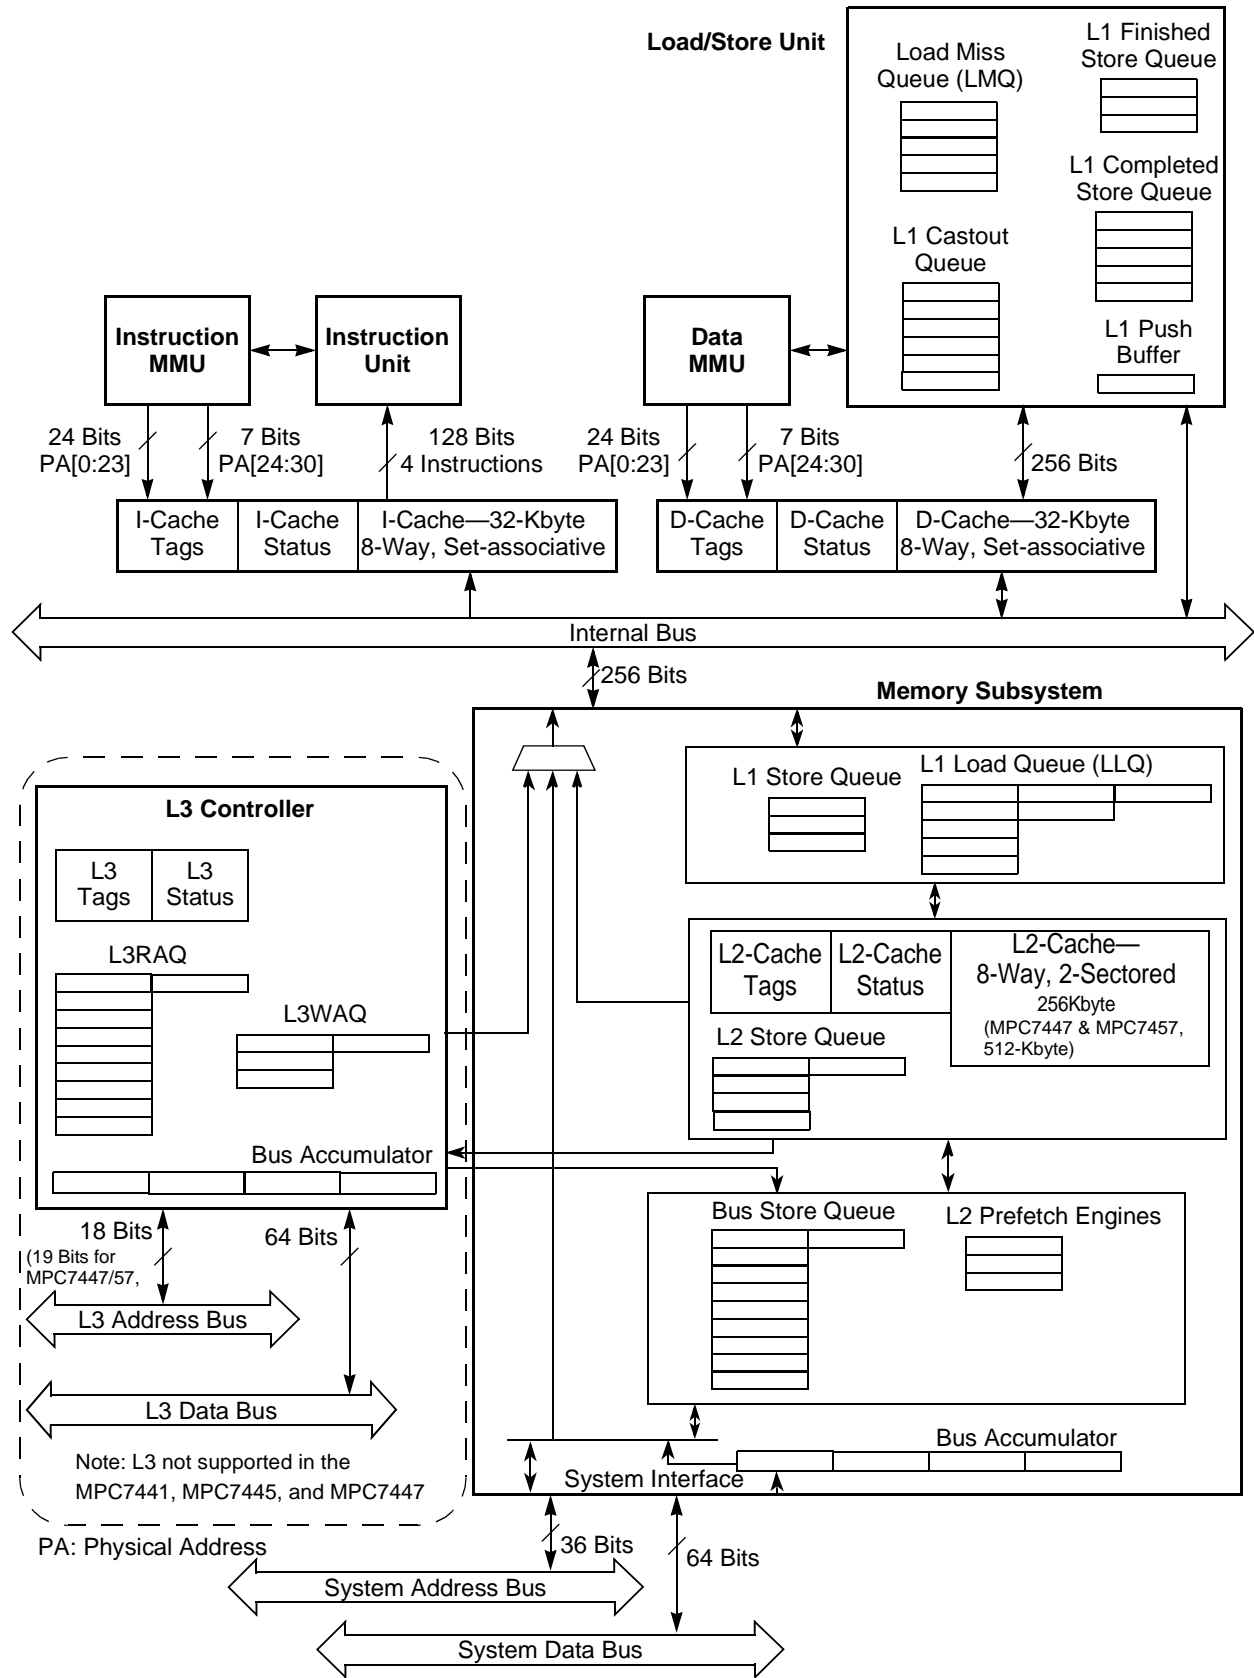 Load/Store Unit
Load Miss
Queue (LMQ)
L1 Finished
Store Queue
L1 Completed
Store Queue
L1 Castout
Queue
L1 Push
Buffer
Instruction
MMU
Instruction
Unit
Data
MMU
24 Bits
PA[0:23]
7 Bits
PA[24:30]
128 Bits
4 Instructions
24 Bits
PA[0:23]
7 Bits
PA[24:30]
256 Bits
I-Cache
Tags
I-Cache
Status
I-Cache—32-Kbyte
8-Way, Set-associative
D-Cache
Tags
D-Cache
Status
D-Cache—32-Kbyte
8-Way, Set-associative
Internal Bus
256 Bits
Memory Subsystem
L1 Store Queue
L1 Load Queue (LLQ)
L3 Controller
L3
Tags
L3
Status
L3RAQ
L3WAQ
L2-Cache
Tags
L2-Cache
Status
L2-Cache—
8-Way, 2-Sectored
256Kbyte
(MPC7447 & MPC7457,
512-Kbyte)
L2 Store Queue
Bus Accumulator
18 Bits
(19 Bits for
MPC7447/57,
64 Bits
L3 Address Bus
L3 Data Bus
Note: L3 not supported in the
MPC7441, MPC7445, and MPC7447
Bus Store Queue
L2 Prefetch Engines
Bus Accumulator
System Interface
PA: Physical Address
36 Bits
64 Bits
System Address Bus
System Data Bus